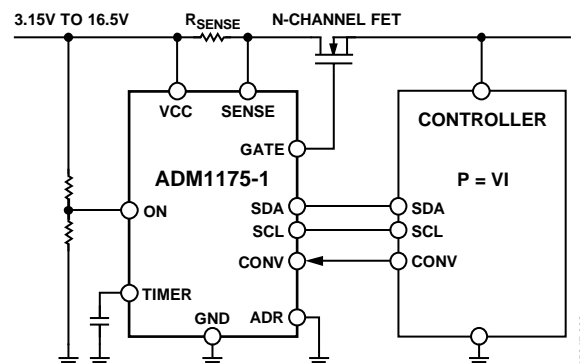 3.15V TO 16.5V
RSENSE
N-CHANNEL FET
VCC
SENSE
CONTROLLER
GATE
ADM1175-1
P = VI
ON
SDA
SDA
SCL
SCL
CONV
CONV
TIMER
GND
ADR